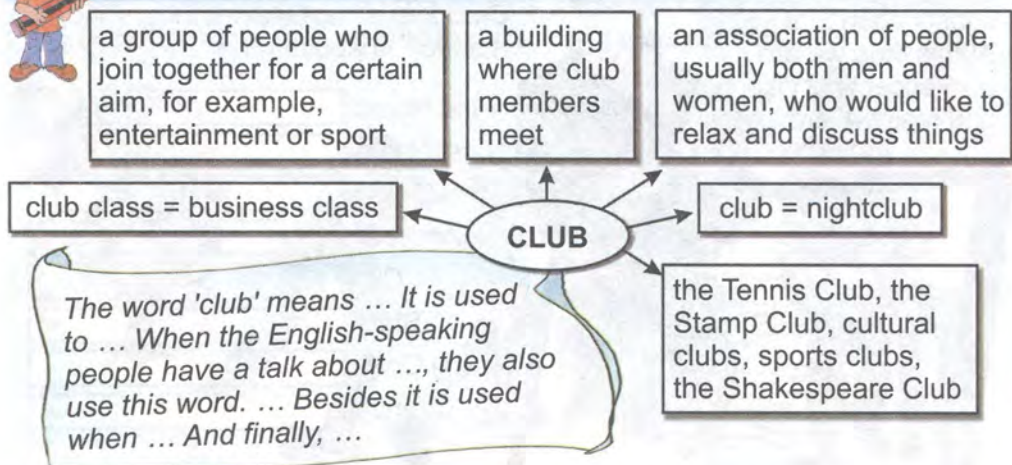 a group of people who
join together for a certain
aim, for example,
entertainment or sport
a building
where club
members
meet
an association of people,
usually both men and
women, who would like to
relax and discuss things
club class = business class
CLUB
club = nightclub
The word 'club' means ... It is used
to ... When the English-speaking
people have a talk about ..., they also
use this word. ... Besides it is used
when ... And finally, ...
the Tennis Club, the
Stamp Club, cultural
clubs, sports clubs,
the Shakespeare Club